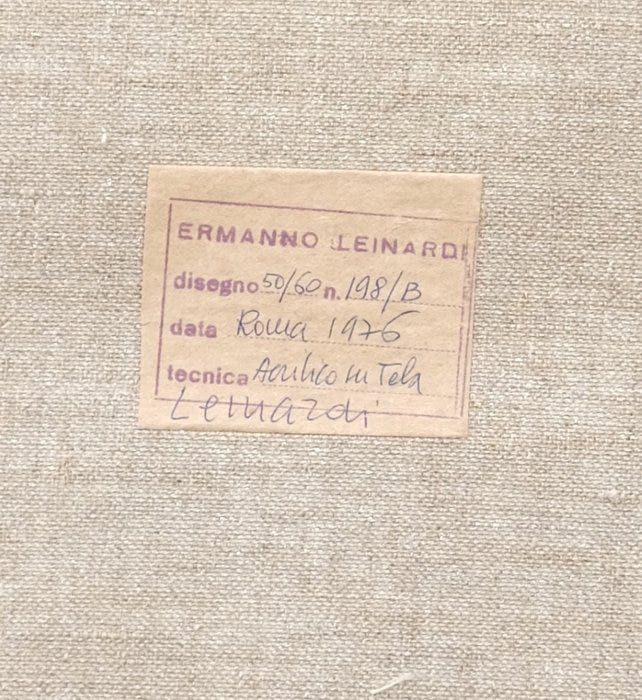 ERMANNO LEINARDI
disegno 50/60 n. 198/B
data Roma 1976
tecnica Acrilico su Tela
Leinardi